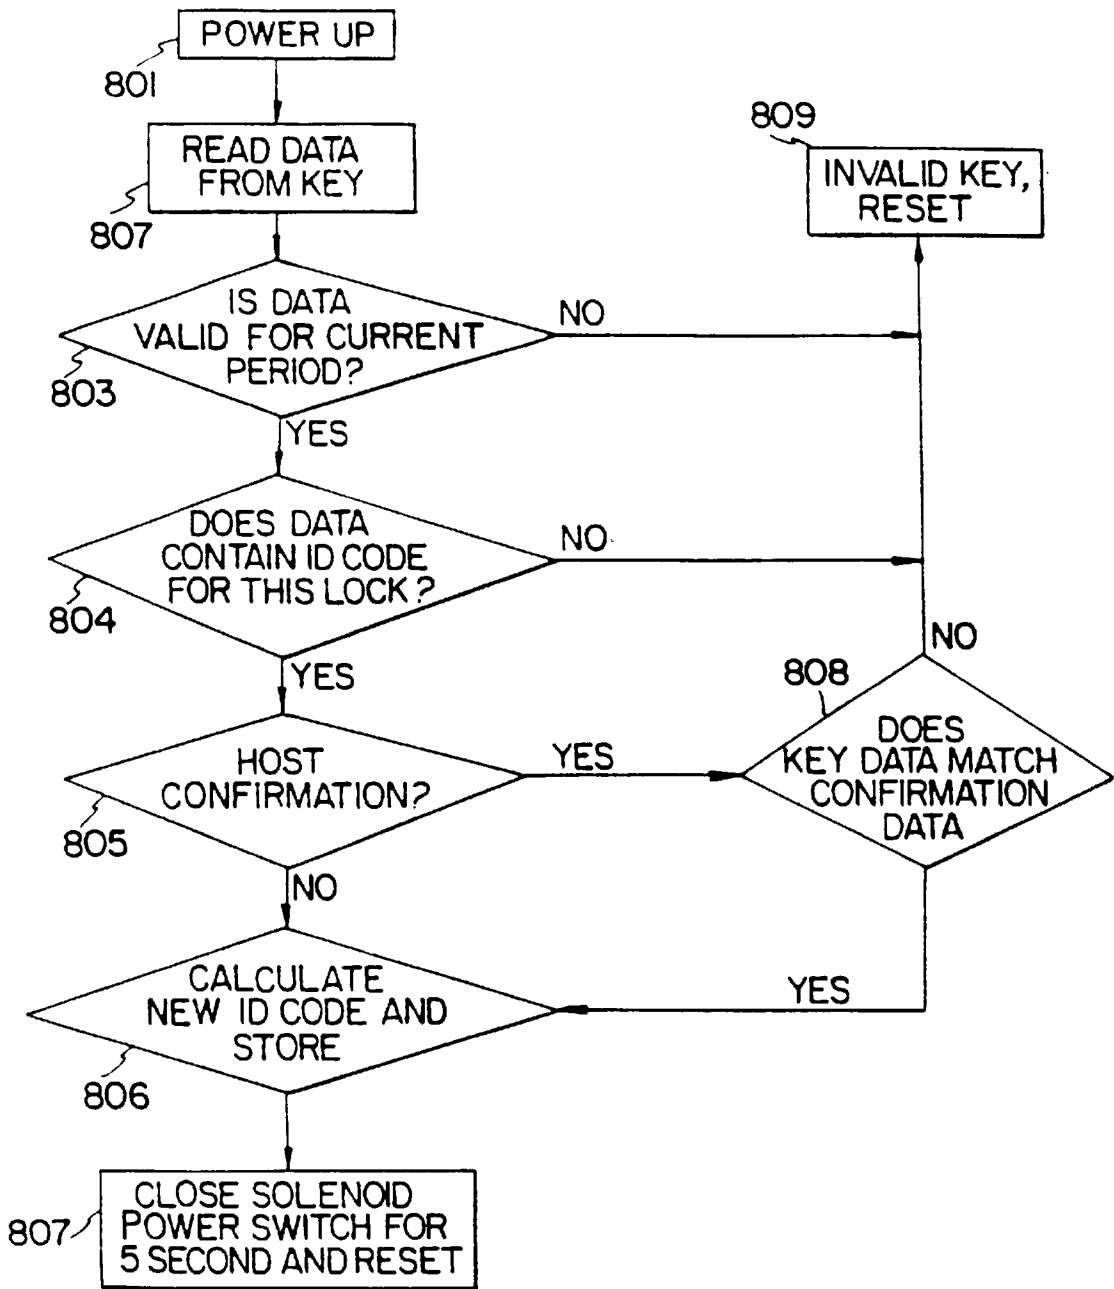 POWER UP
801
READ DATA
FROM KEY
807
809
INVALID KEY,
RESET
IS DATA
VALID FOR CURRENT
PERIOD?
803
NO
YES
DOES DATA
CONTAIN ID CODE
FOR THIS LOCK?
804
NO
YES
HOST
CONFIRMATION?
805
YES
NO
808
NO
DOES
KEY DATA MATCH
CONFIRMATION
DATA
YES
CALCULATE
NEW ID CODE AND
STORE
806
CLOSE SOLENOID
POWER SWITCH FOR
5 SECOND AND RESET
807